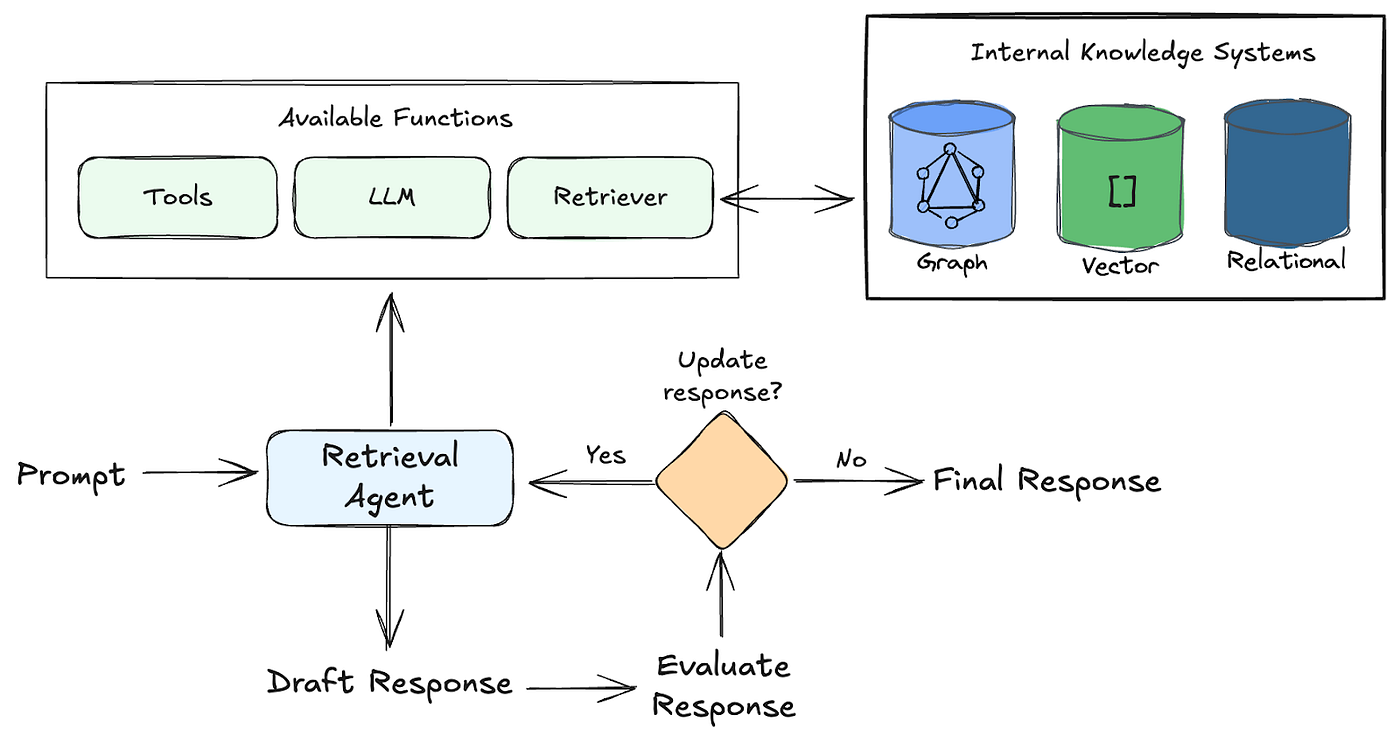 Internal Knowledge Systems
Available Functions
Tools
LLM
Retriever
[]
Graph
Vector
Relational
Update
response?
Prompt
Retrieval
Agent
Yes
No
Final Response
Draft Response
Evaluate
Response